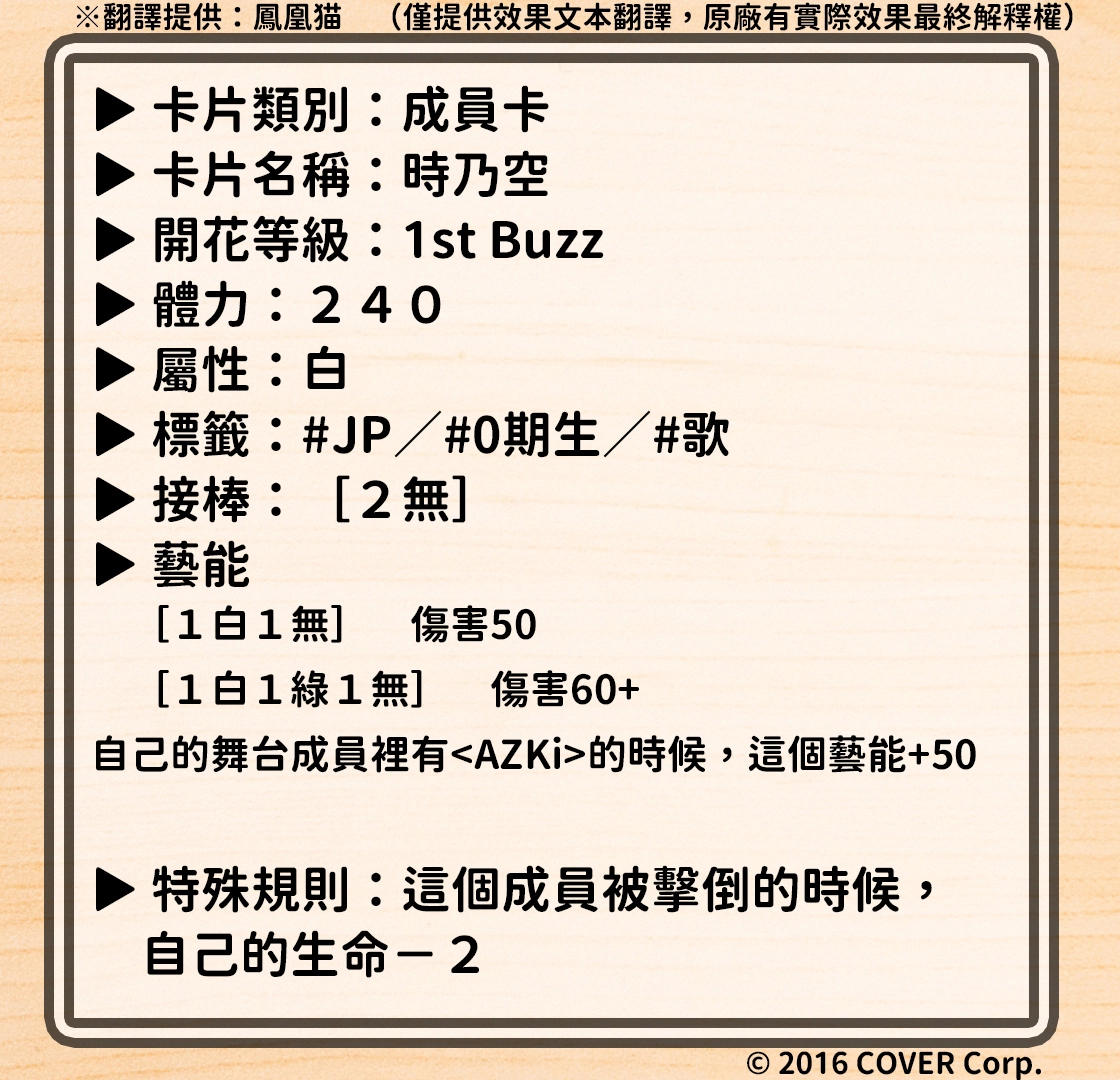 ※翻譯提供：鳳凰猫　（僅提供效果文本翻譯，原廠有實際效果最終解釋權）
▶ 卡片類別：成員卡
▶ 卡片名稱：時乃空
▶ 開花等級：1st Buzz
▶ 體力：２４０
▶ 屬性：白
▶ 標籤：#JP／#0期生／#歌
▶ 接棒：［２無］
▶ 藝能
［１白１無］　傷害50
［１白１綠１無］　傷害60+
自己的舞台成員裡有<AZKi>的時候，這個藝能+50
▶ 特殊規則：這個成員被擊倒的時候，
自己的生命－２
© 2016 COVER Corp.